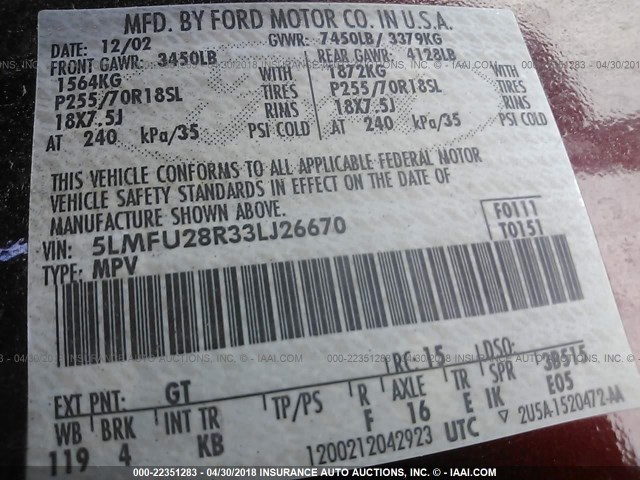 MFD. BY FORD MOTOR CO. IN U.S.A.
DATE: 12/02 GVWR: 7450LB/ 3379KG
FRONT GAWR: 3450LB REAR GAWR: 4128LB
1564KG WITH 1872KG WITH
P255/70R18SL TIRES P255/70R18SL TIRES
18X7.5J RIMS 18X7.5J RIMS
AT 240 kPa/35 PSI COLD AT 240 kPa/35 PSI COLD
THIS VEHICLE CONFORMS TO ALL APPLICABLE FEDERAL MOTOR
VEHICLE SAFETY STANDARDS IN EFFECT ON THE DATE OF
MANUFACTURE SHOWN ABOVE.
VIN: 5LMFU28R33LJ26670 F0111
TYPE: MPV T0151
EXT PNT: GT RC: 15 DSO:
WB BRK INT TR TP/PS R AXLE TR SPR 3B515
119 4 KB F 16 E IK E05
1200212042923 UTC 2U5A-1520472-AA
000-22351283 - 04/30/2018 INSURANCE AUTO AUCTIONS, INC. - © - IAAI.COM